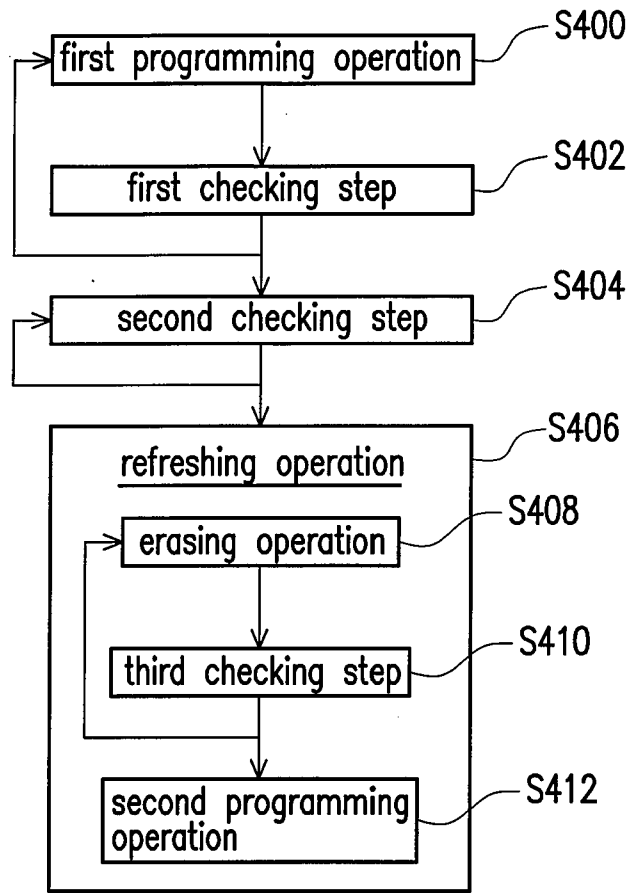 first programming operation
S400
first checking step
S402
second checking step
S404
S406
refreshing operation
erasing operation
S408
third checking step
S410
second programming
operation
S412